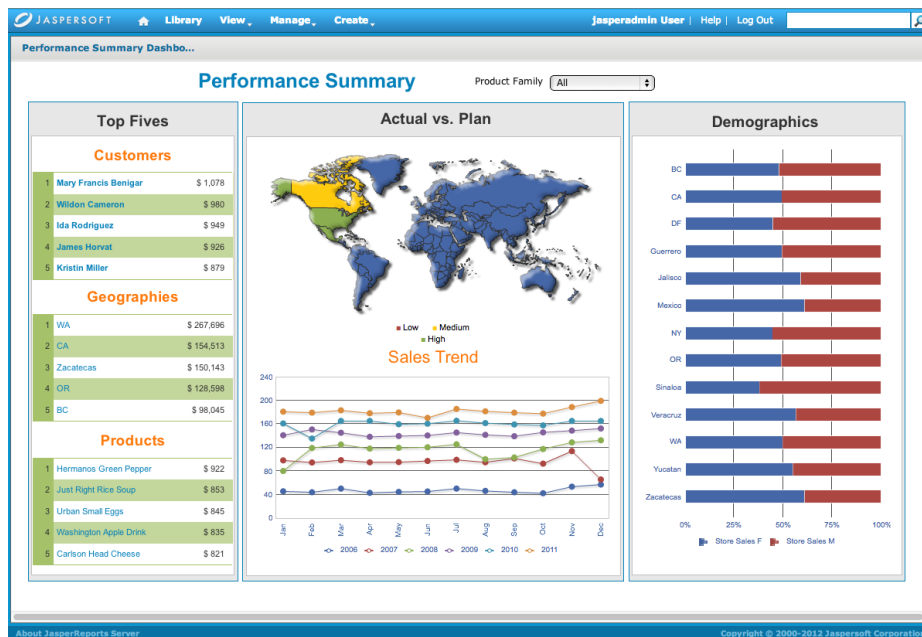 JASPERSOFT Library View Manage Create jasperadmin User | Help | Log Out
Performance Summary Dashbo...
Performance Summary Product Family All
Top Fives
Customers
1 Mary Francis Benigar $ 1,078
2 Wildon Cameron $ 980
3 Ida Rodriguez $ 949
4 James Horvat $ 926
5 Kristin Miller $ 879
Geographies
1 WA $ 267,696
2 CA $ 154,513
3 Zacatecas $ 150,143
4 OR $ 128,598
5 BC $ 98,045
Products
1 Hermanos Green Pepper $ 922
2 Just Right Rice Soup $ 853
3 Urban Small Eggs $ 845
4 Washington Apple Drink $ 835
5 Carlson Head Cheese $ 821
Actual vs. Plan
Low Medium
High
Sales Trend
240
200
160
120
80
40
0
Jan Feb Mar Apr May Jun Jul Aug Sep Oct Nov Dec
2006 2007 2008 2009 2010 2011
Demographics
BC
CA
DF
Guerrero
Jalisco
Mexico
NY
OR
Sinaloa
Veracruz
WA
Yucatan
Zacatecas
0% 25% 50% 75% 100%
Store Sales F Store Sales M
About JasperReports Server Copyright © 2000-2012 Jaspersoft Corporation